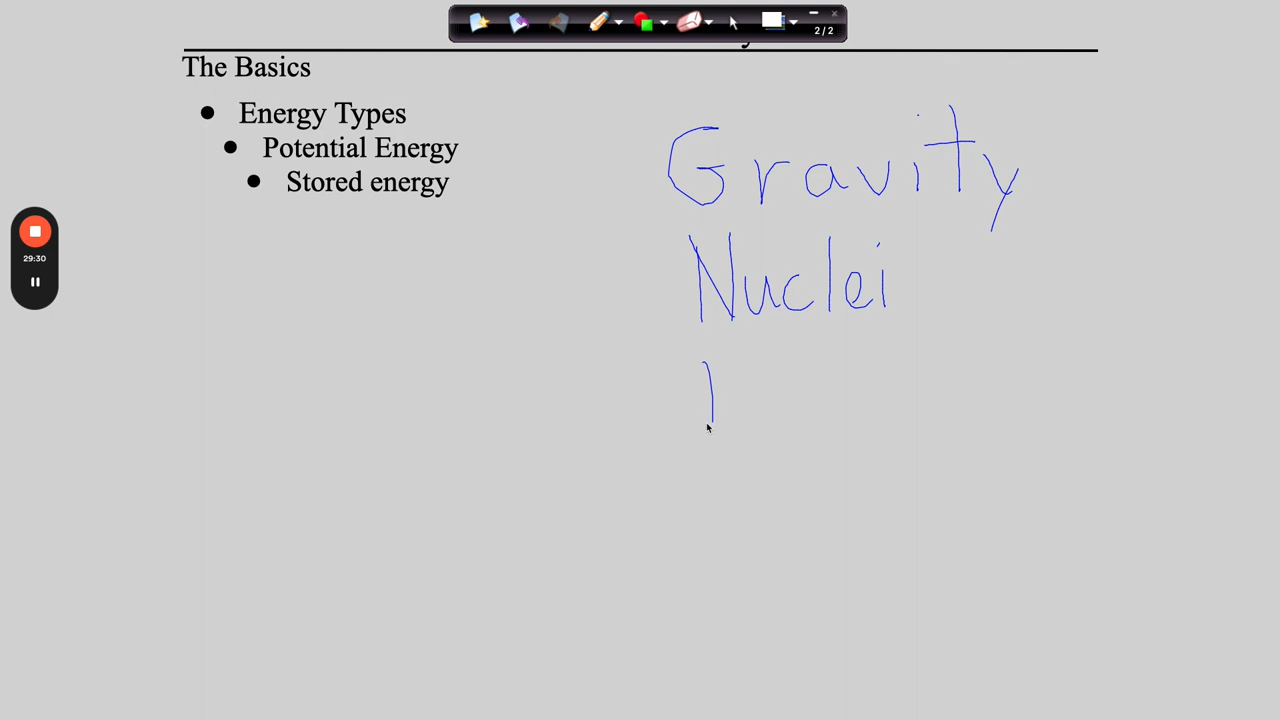 2/2
The Basics
● Energy Types
● Potential Energy
● Stored energy
Gravity
Nuclei
29:30